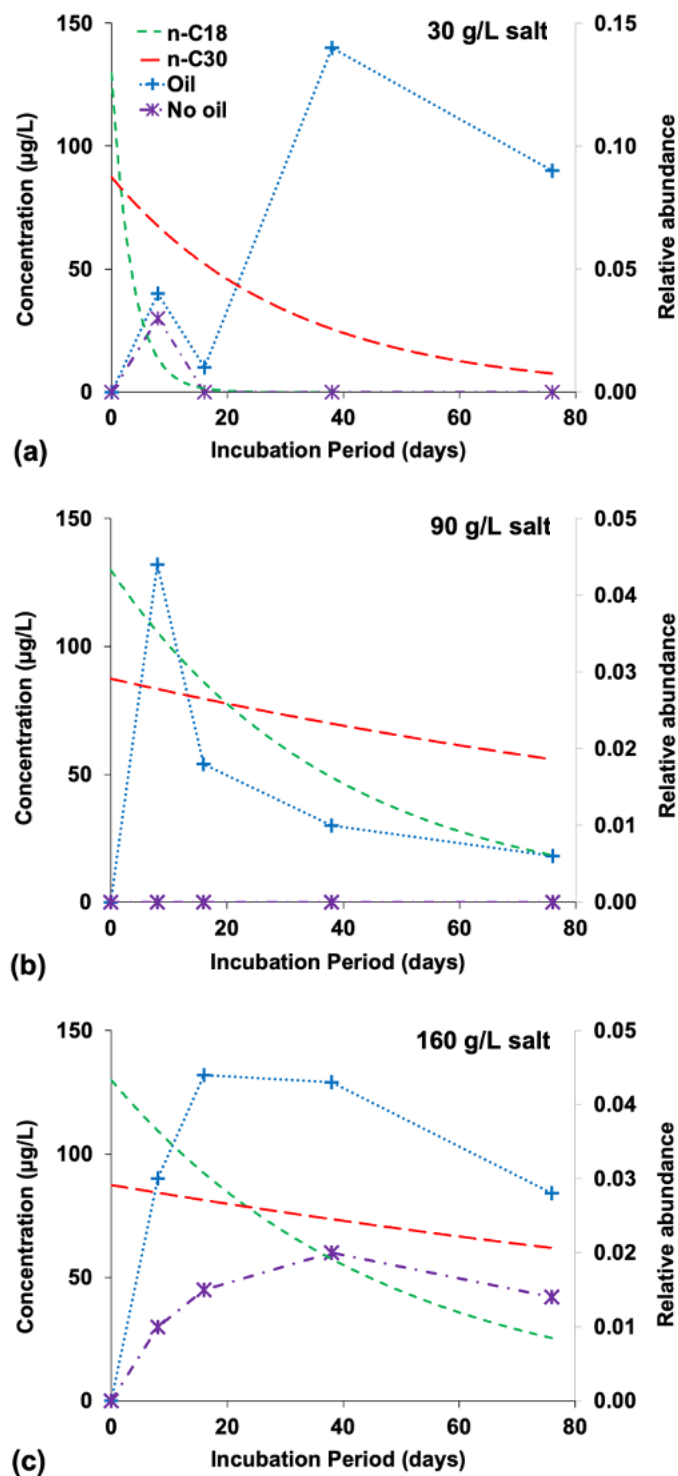 30 g/L salt
n-C18
n-C30
Oil
No oil
150
100
50
0
0.15
0.10
0.05
0.00
Concentration (µg/L)
Relative abundance
0 20 40 60 80
Incubation Period (days)
(a)
90 g/L salt
150
100
50
0
0.05
0.04
0.03
0.02
0.01
0.00
Concentration (µg/L)
Relative abundance
0 20 40 60 80
Incubation Period (days)
(b)
160 g/L salt
150
100
50
0
0.05
0.04
0.03
0.02
0.01
0.00
Concentration (µg/L)
Relative abundance
0 20 40 60 80
Incubation Period (days)
(c)